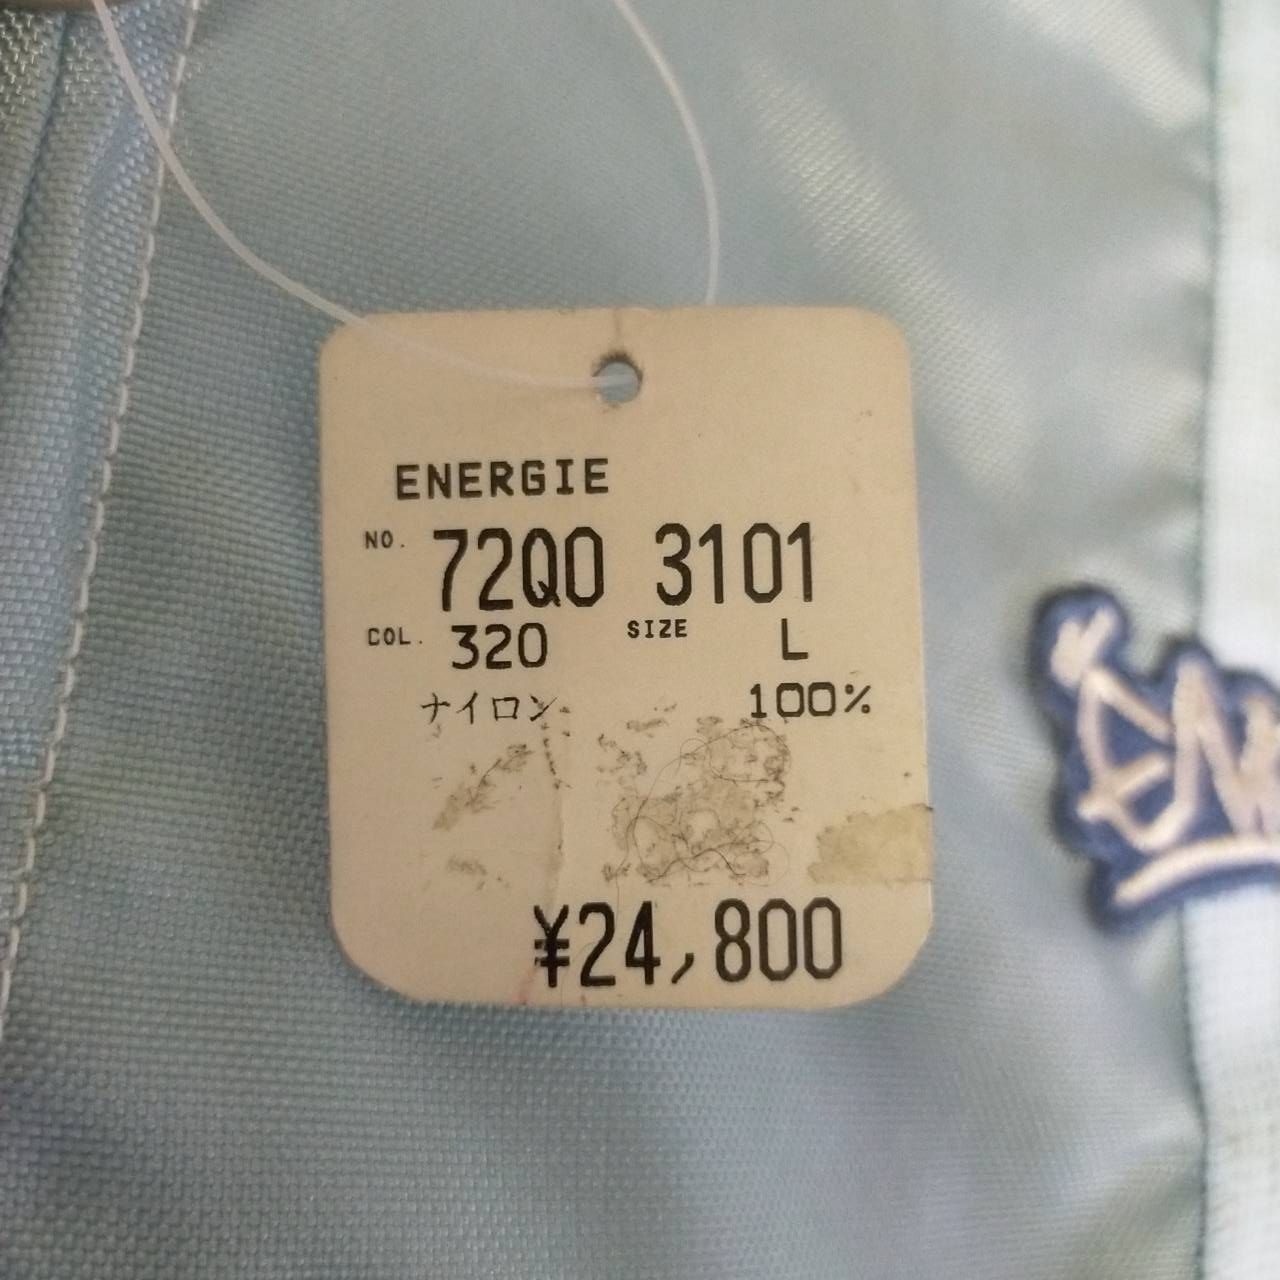 ENERGIE
NO. 72Q0 3101
COL. 320 SIZE L
ナイロン 100%
¥24,800